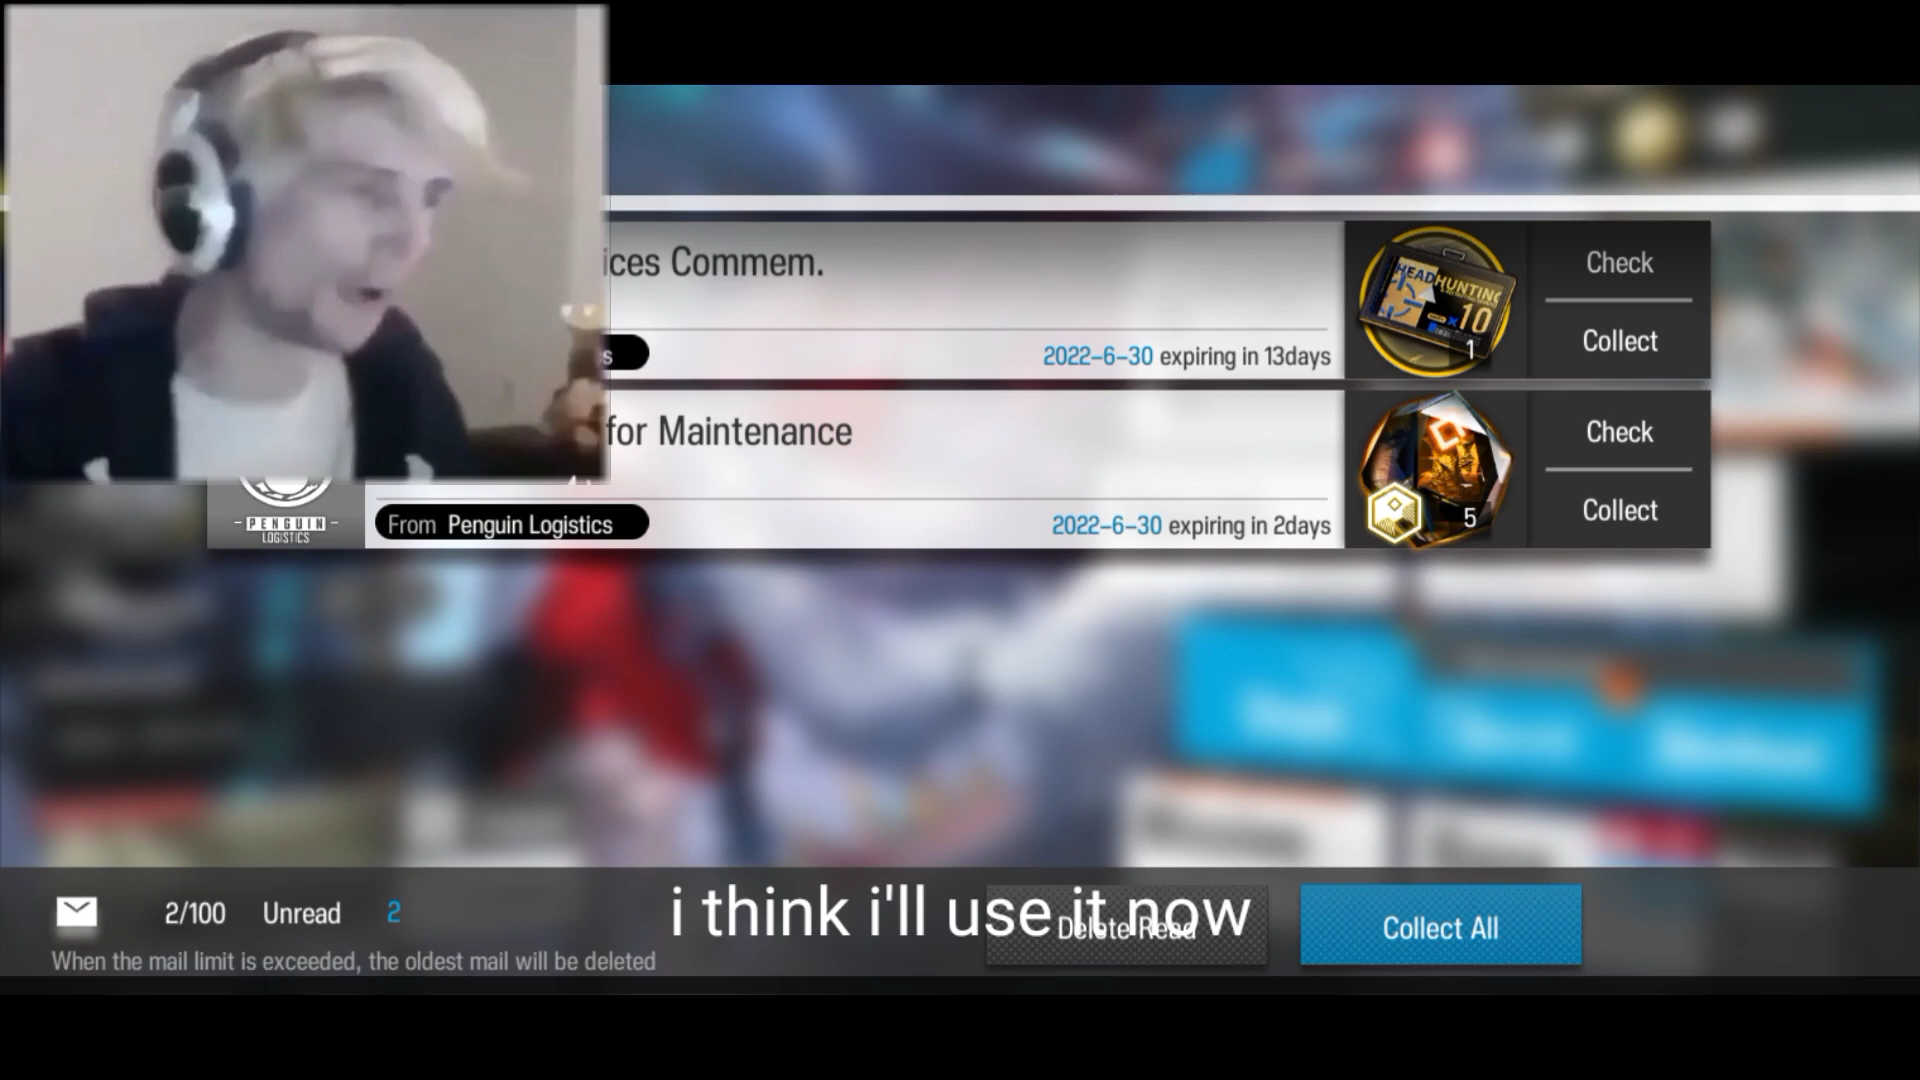 ices Commem.
s
2022-6-30 expiring in 13days
HEADHUNTING
×10
1
Check
Collect
for Maintenance
PENGUIN
LOGISTICS
From Penguin Logistics
2022-6-30 expiring in 2days
5
Check
Collect
2/100 Unread 2
When the mail limit is exceeded, the oldest mail will be deleted
i think i'll use it now
Delete Read
Collect All